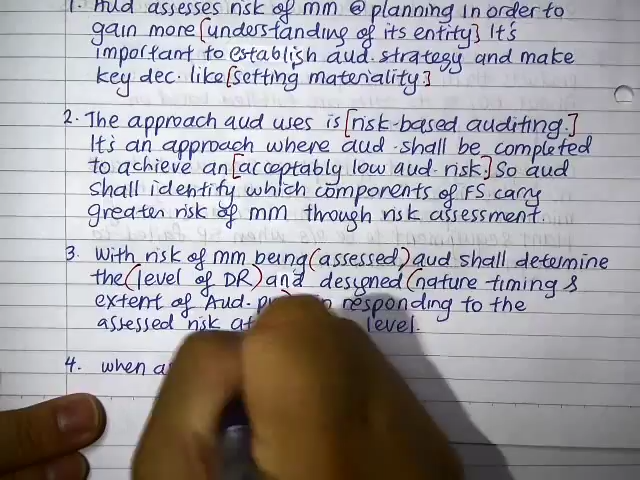 1. Aud assesses risk of mm @ planning in order to
gain more [understanding of its entity] It's
important to establish aud. strategy and make
key dec. like [setting materiality.]
2. The approach aud uses is [risk-based auditing.]
It's an approach where aud shall be completed
to achieve an [acceptably low aud. risk.] So aud
shall identify which components of FS carry
greater risk of mm through risk assessment.
3. With risk of mm being (assessed) aud shall determine
the (level of DR) and designed (nature timing &
extent of Aud. responding to the
assessed risk level.
4. when